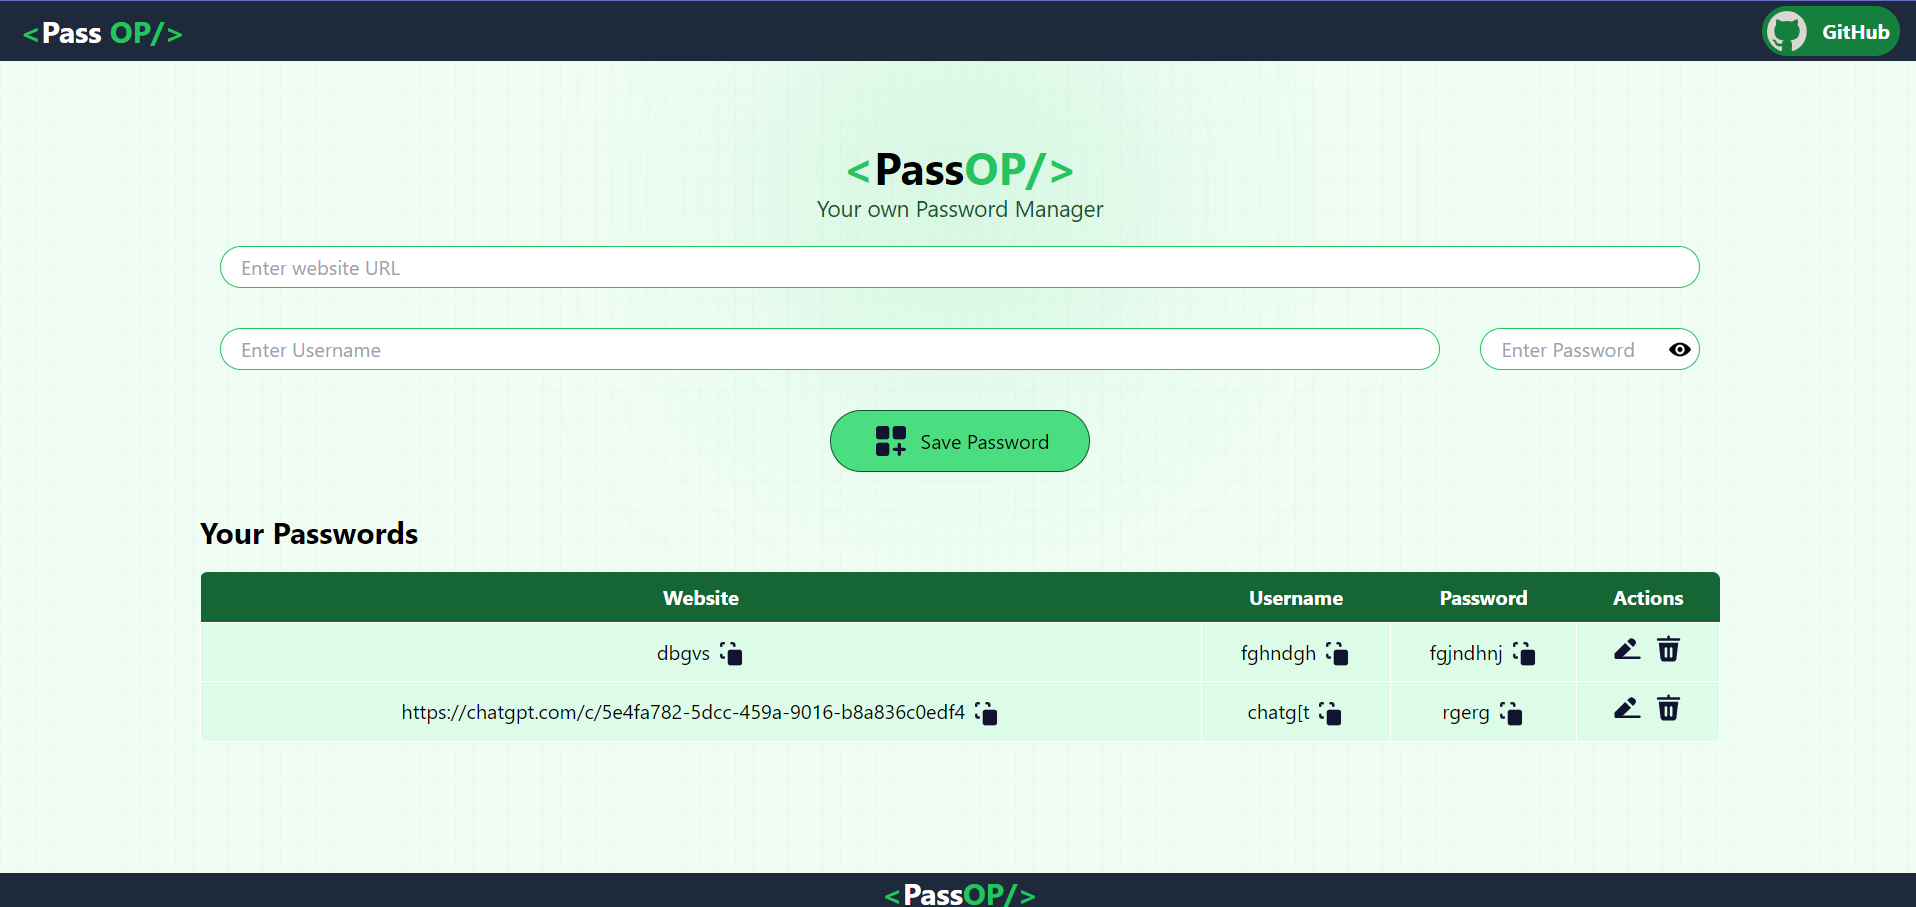 <Pass OP/>
GitHub
<PassOP/>
Your own Password Manager
Enter website URL
Enter Username
Enter Password
Save Password
Your Passwords
Website Username Password Actions
dbgvs fghndgh fgjndhnj
https://chatgpt.com/c/5e4fa782-5dcc-459a-9016-b8a836c0edf4 chatg[t rgerg
<PassOP/>